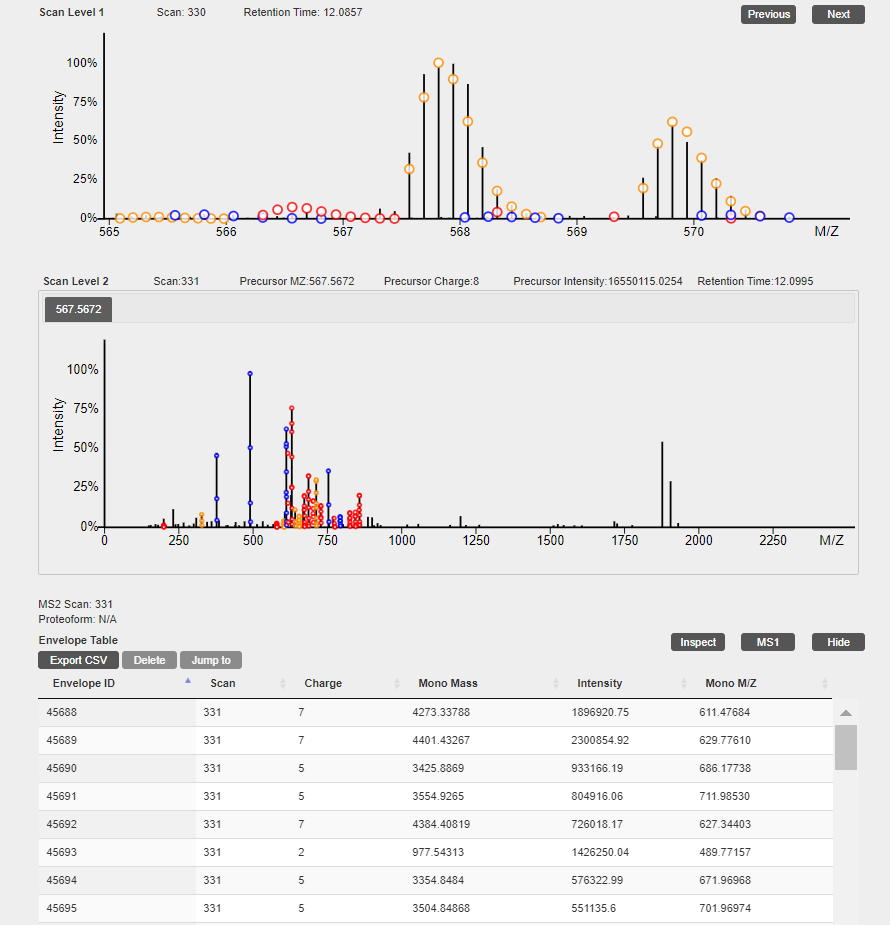 Scan Level 1 Scan: 330 Retention Time: 12.0857 Previous Next
100%
75%
50%
25%
0%
Intensity
565 566 567 568 569 570 M/Z
Scan Level 2 Scan:331 Precursor MZ:567.5672 Precursor Charge:8 Precursor Intensity:16550115.0254 Retention Time:12.0995
567.5672
100%
75%
50%
25%
0%
Intensity
0 250 500 750 1000 1250 1500 1750 2000 2250 M/Z
MS2 Scan: 331
Proteoform: N/A
Envelope Table Inspect MS1 Hide
Export CSV Delete Jump to
Envelope ID Scan Charge Mono Mass Intensity Mono M/Z
45688 331 7 4273.33788 1896920.75 611.47684
45689 331 7 4401.43267 2300854.92 629.77610
45690 331 5 3425.8869 933166.19 686.17738
45691 331 5 3554.9265 804916.06 711.98530
45692 331 7 4384.40819 726018.17 627.34403
45693 331 2 977.54313 1426250.04 489.77157
45694 331 5 3354.8484 576322.99 671.96968
45695 331 5 3504.84868 551135.6 701.96974